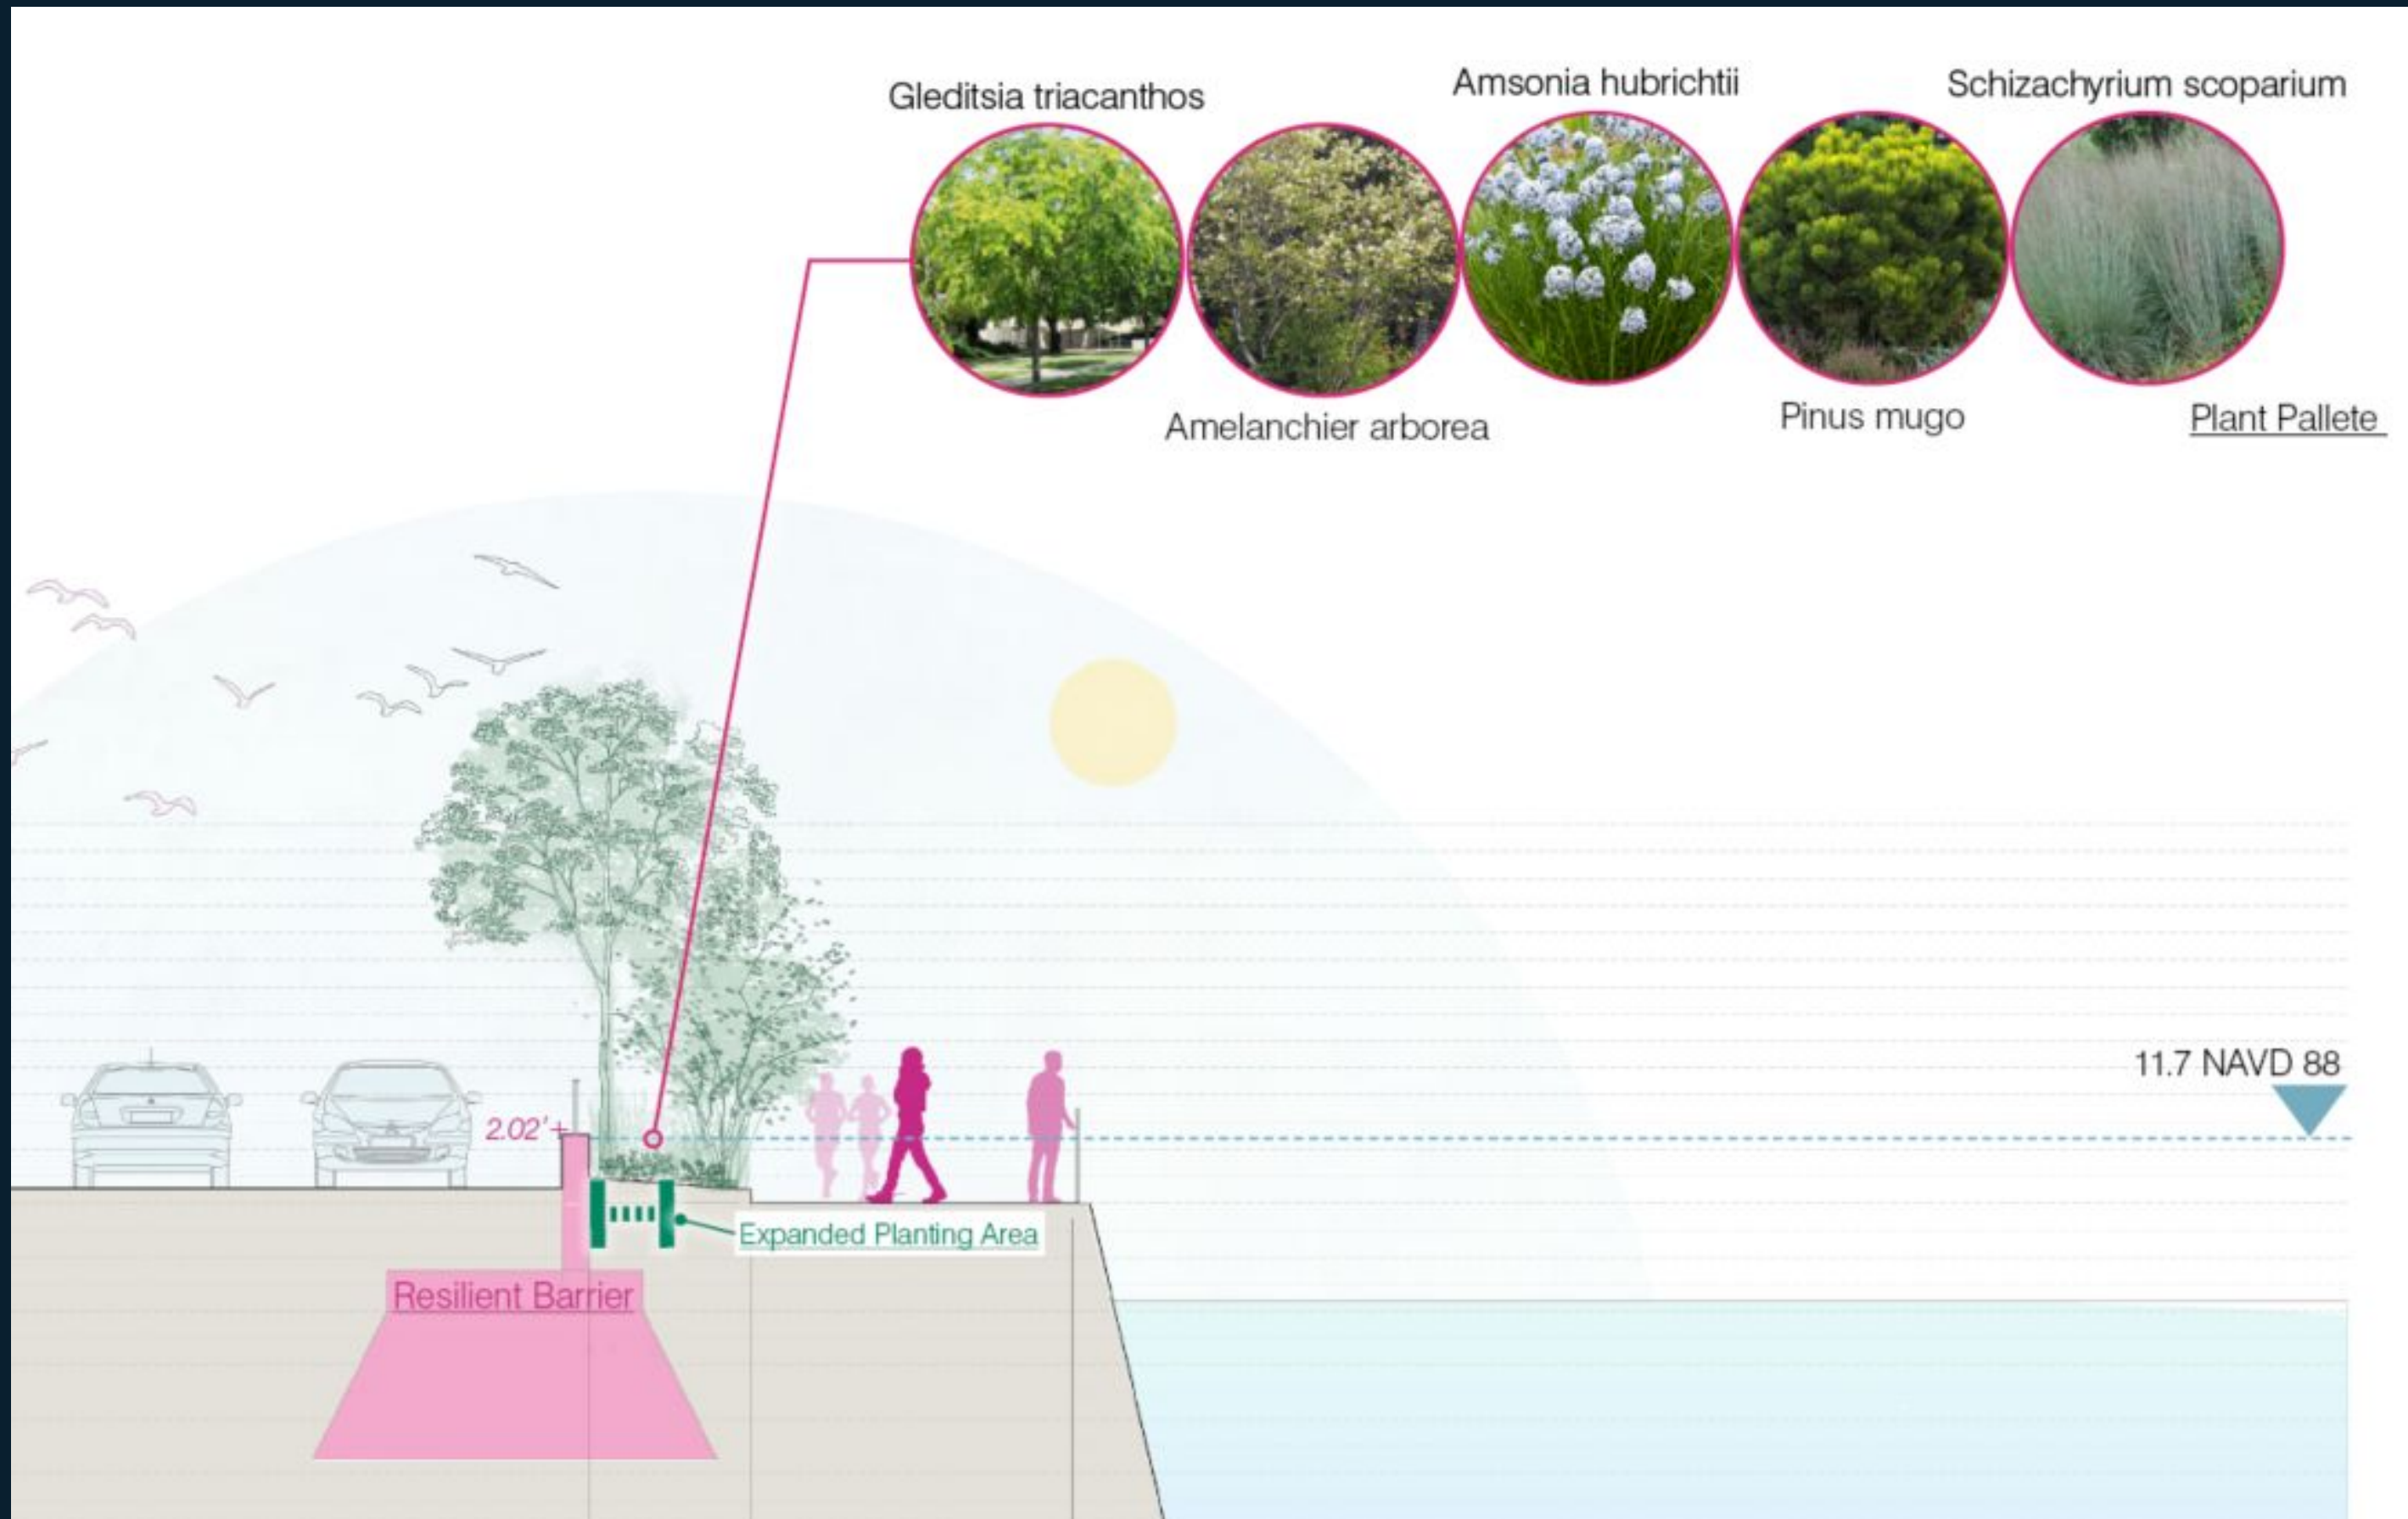 Gleditsia triacanthos
Amsonia hubrichtii
Schizachyrium scoparium
Amelanchier arborea
Pinus mugo
Plant Pallete
11.7 NAVD 88
2.02'+
Expanded Planting Area
Resilient Barrier